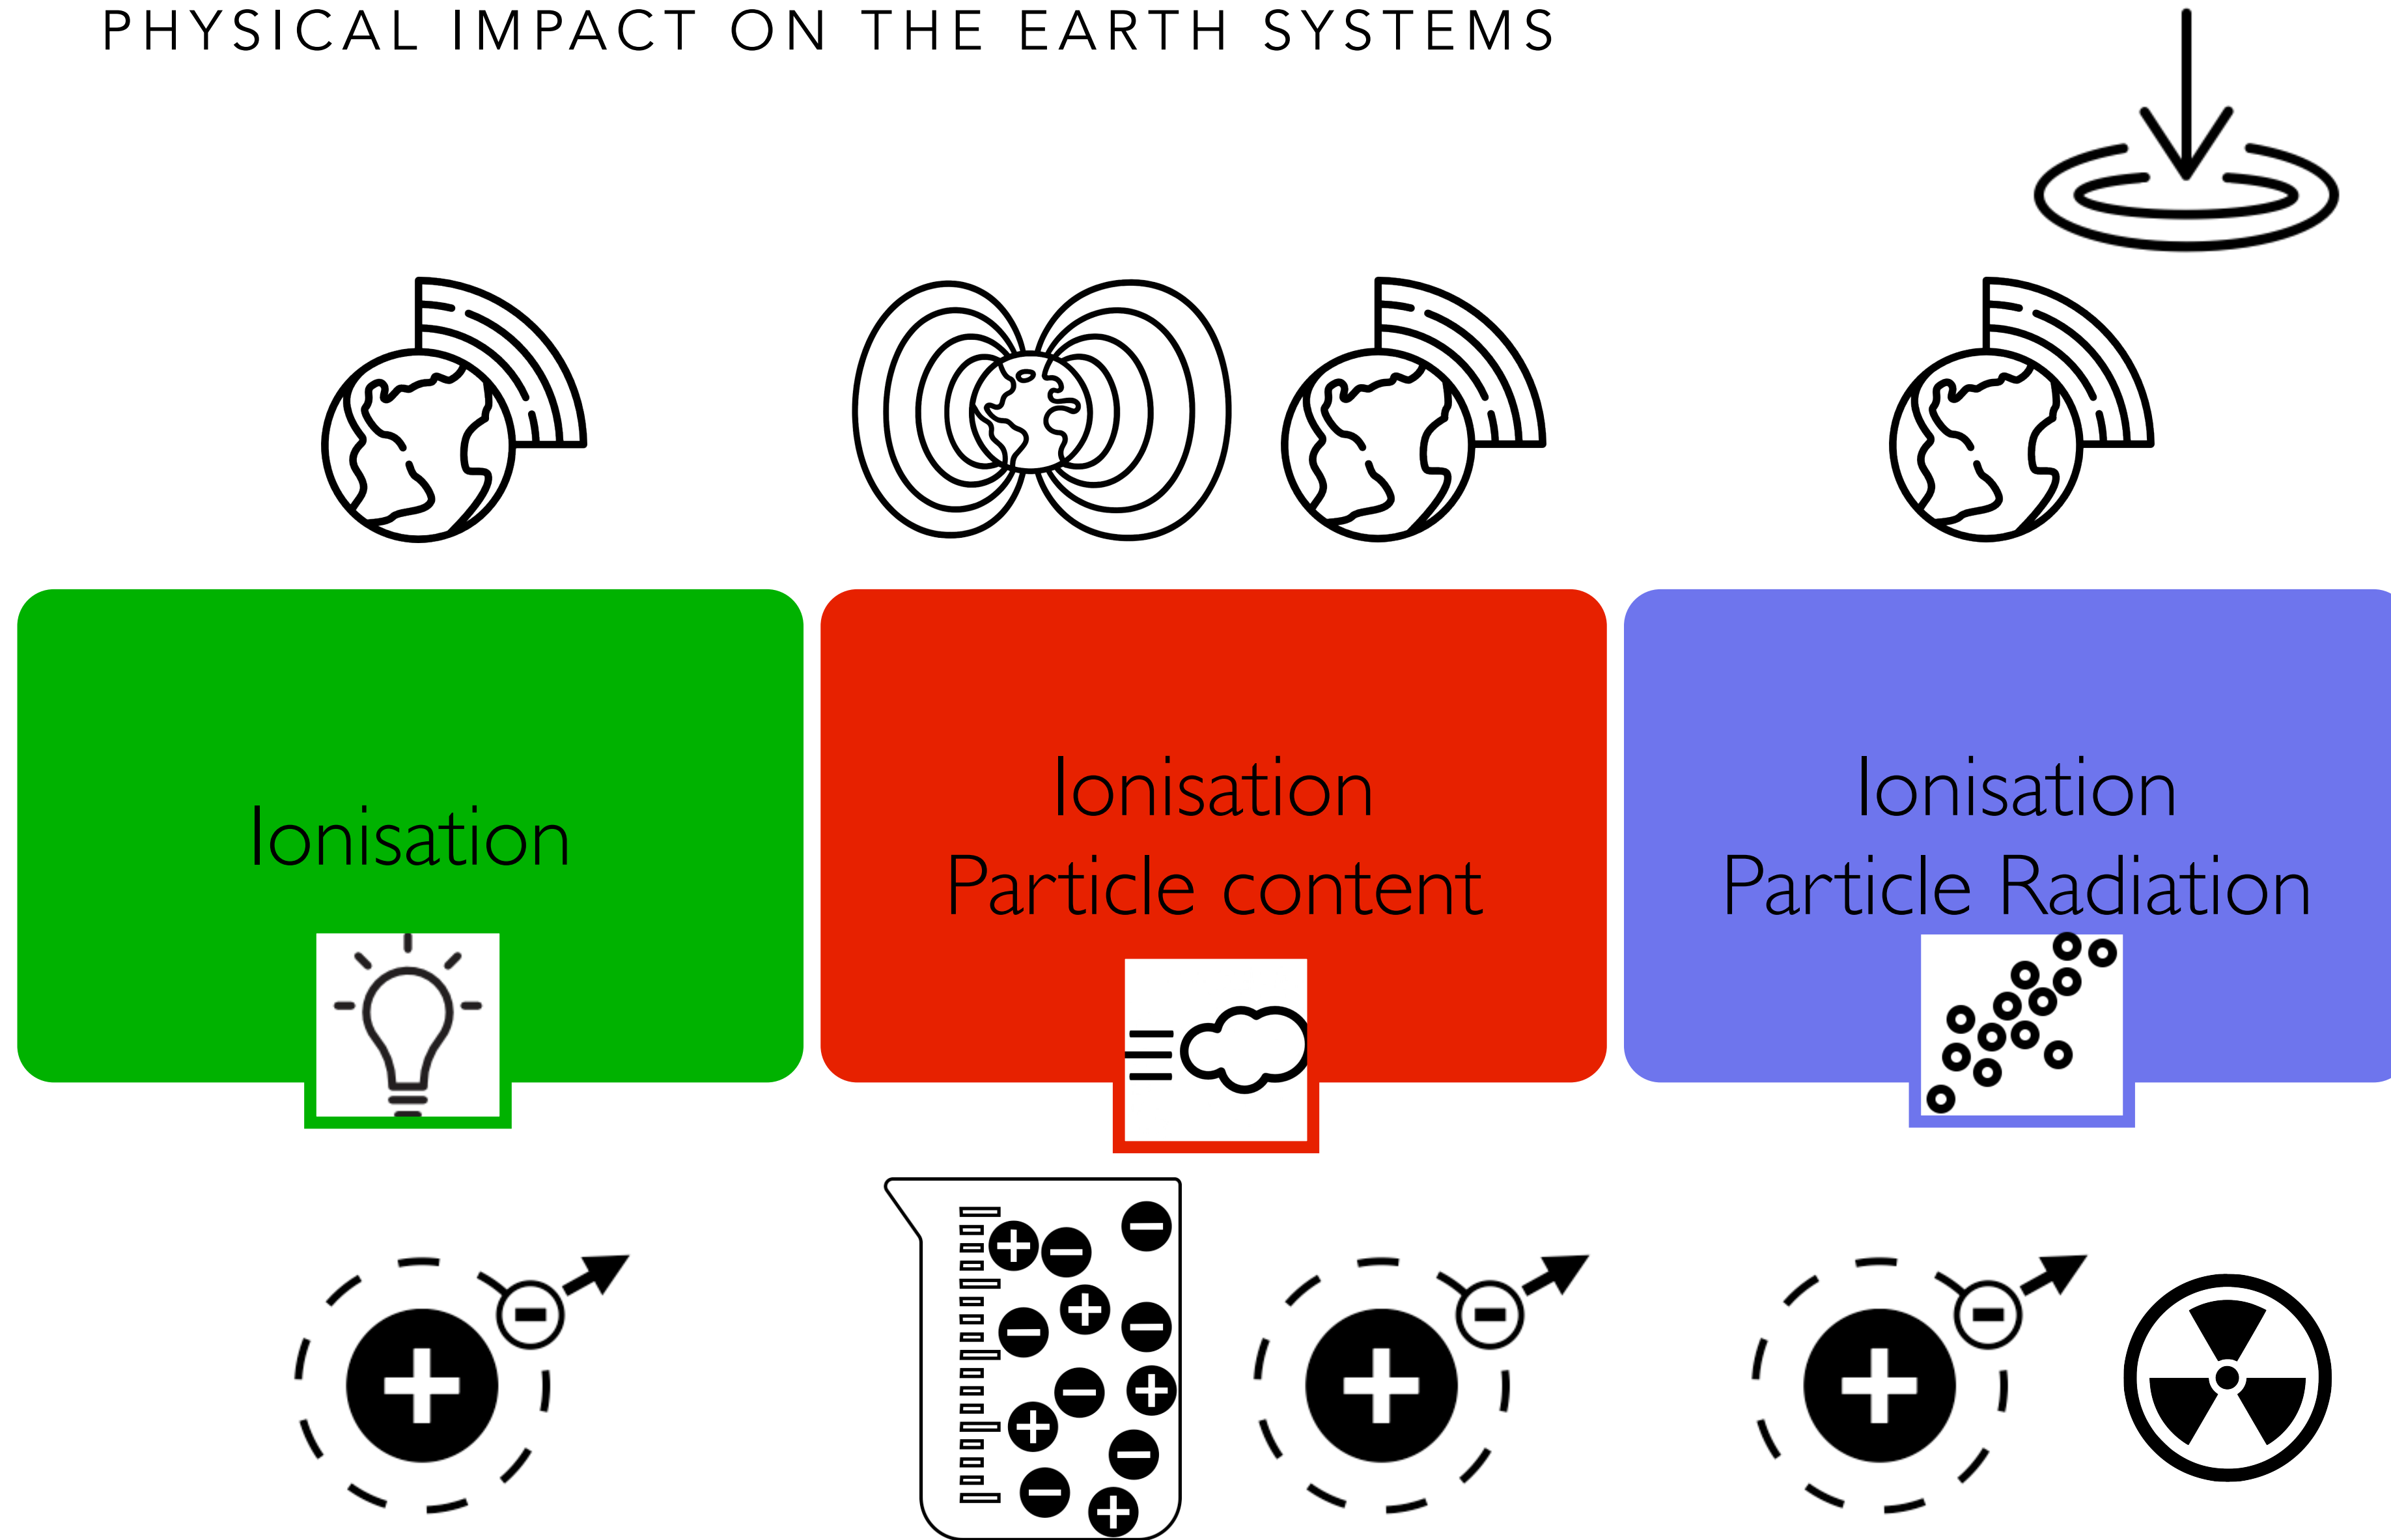 PHYSICAL IMPACT ON THE EARTH SYSTEMS
Ionisation
Ionisation
Particle content
Ionisation
Particle Radiation